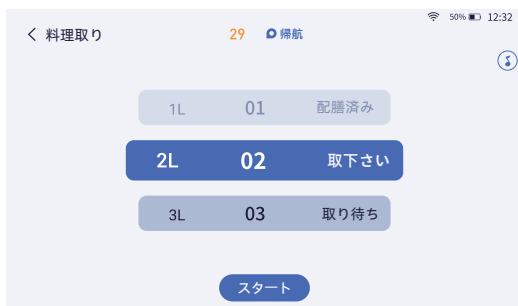 50% 12:32
料理取り 29 帰航
1L 01 配膳済み
2L 02 取下さい
3L 03 取り待ち
スタート